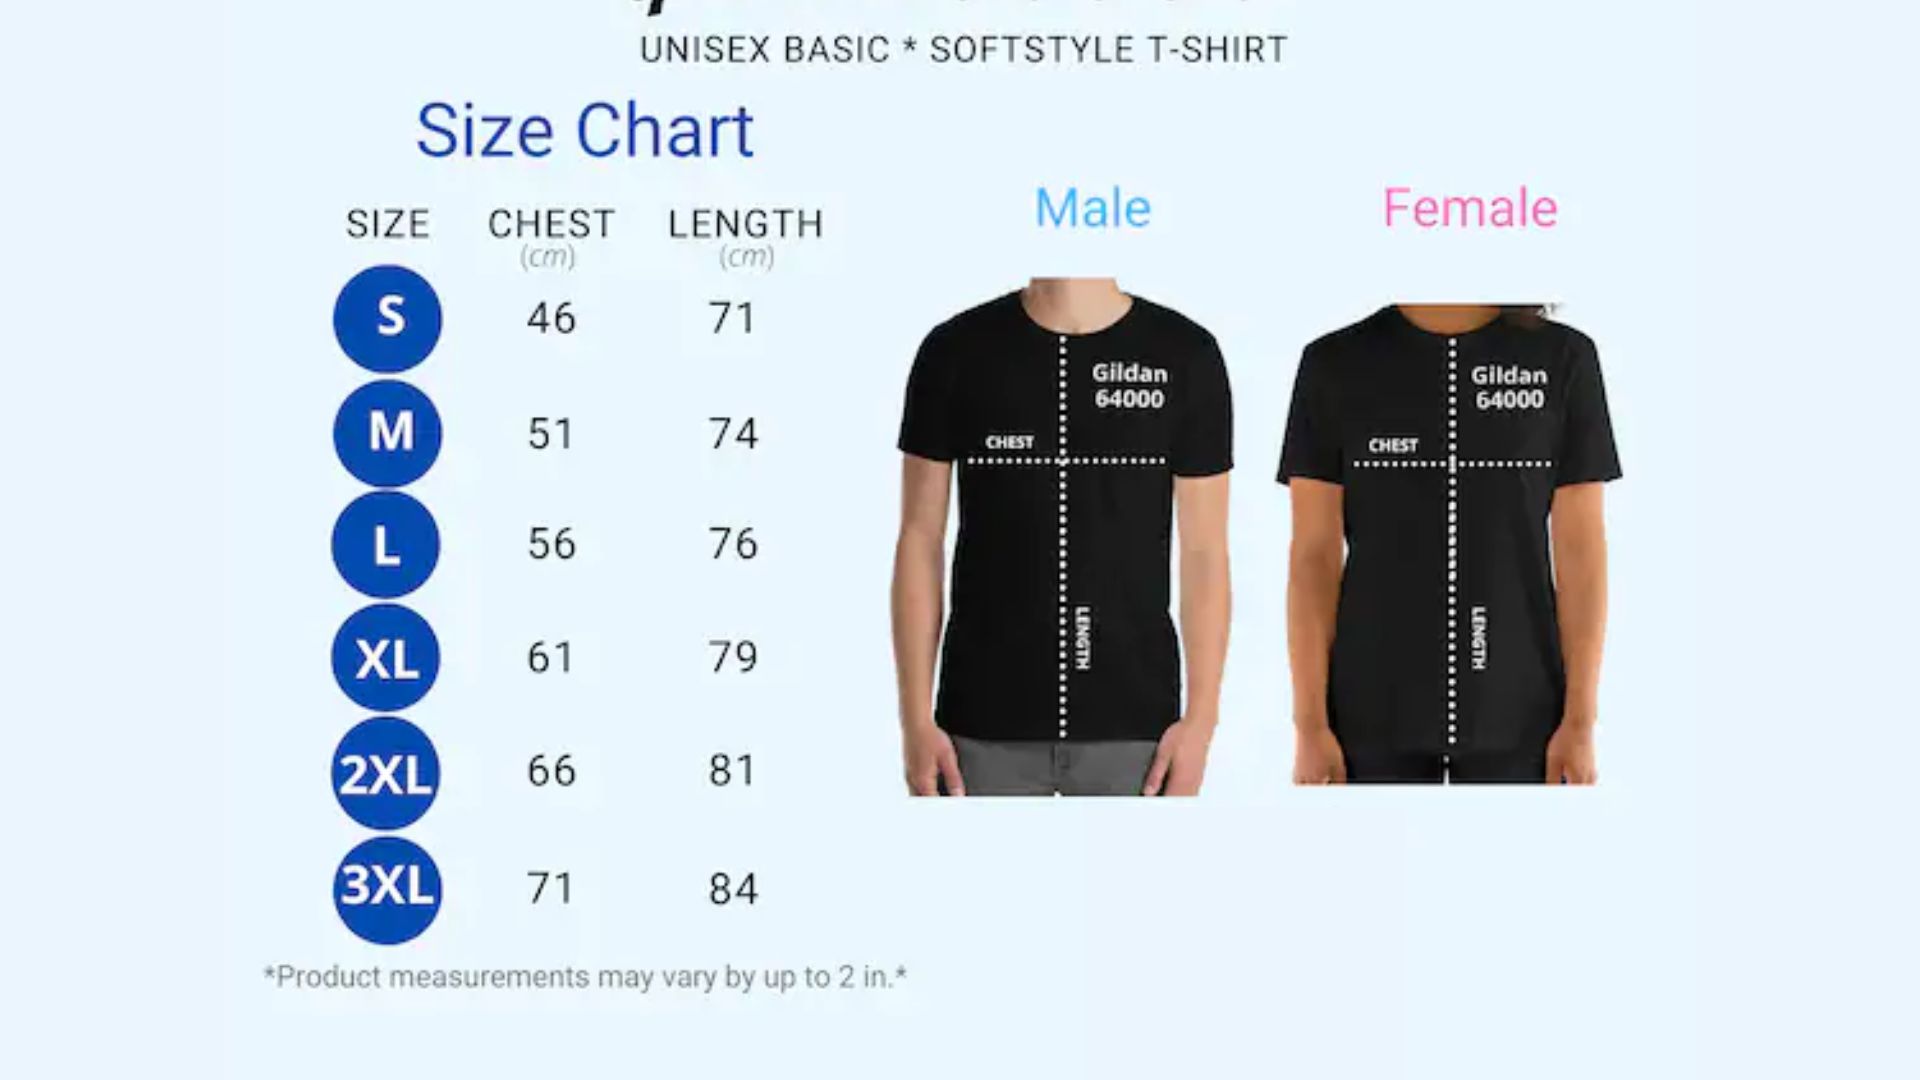 UNISEX BASIC * SOFTSTYLE T-SHIRT
Size Chart
SIZE CHEST LENGTH
(cm) (cm)
S 46 71
M 51 74
L 56 76
XL 61 79
2XL 66 81
3XL 71 84
*Product measurements may vary by up to 2 in.*
Male
Gildan
64000
CHEST
LENGTH
Female
Gildan
64000
CHEST
LENGTH